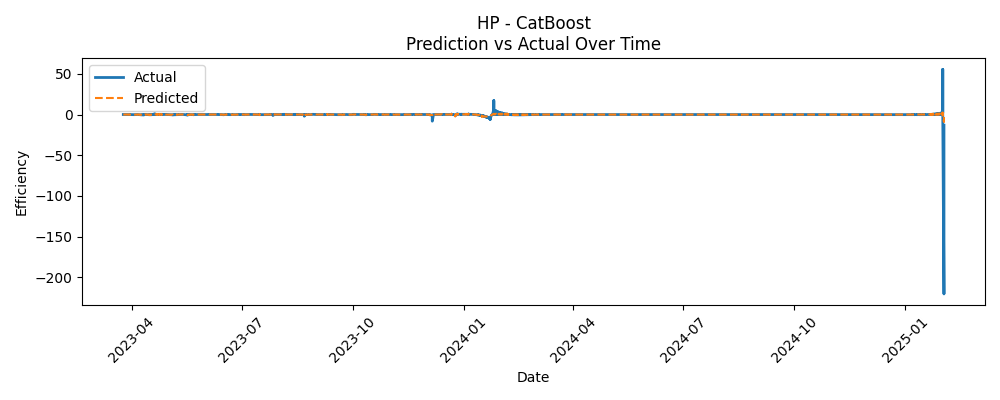 HP - CatBoost
Prediction vs Actual Over Time
Actual
Predicted
50
0
−50
−100
−150
−200
Efficiency
2023-04
2023-07
2023-10
2024-01
2024-04
2024-07
2024-10
2025-01
Date